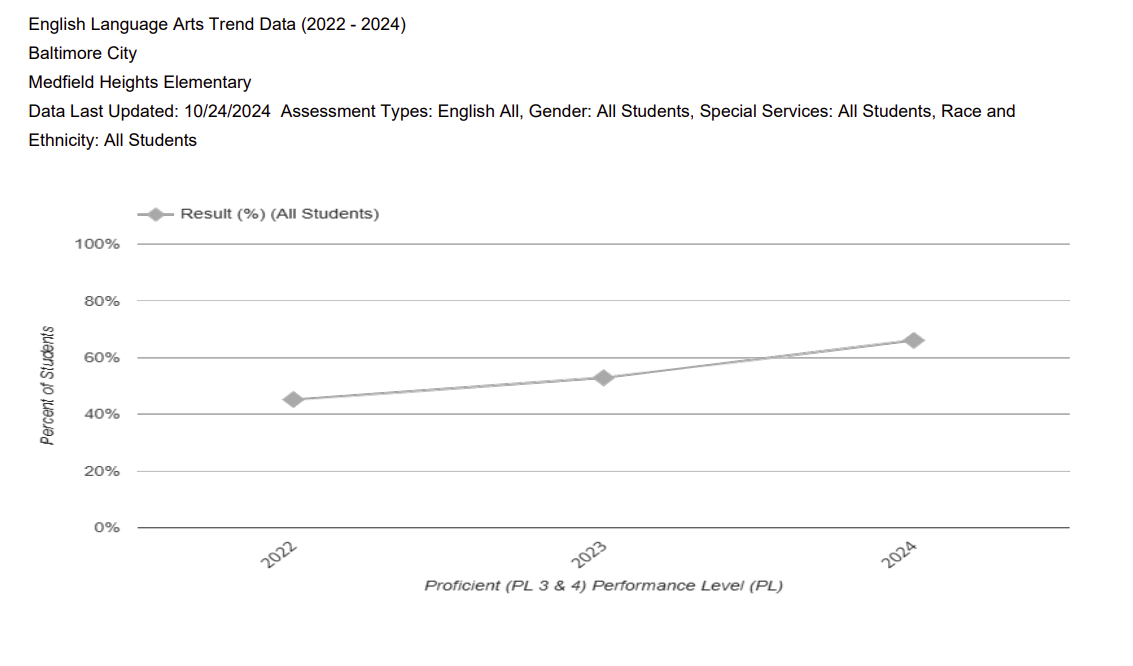 English Language Arts Trend Data (2022 - 2024)
Baltimore City
Medfield Heights Elementary
Data Last Updated: 10/24/2024  Assessment Types: English All, Gender: All Students, Special Services: All Students, Race and
Ethnicity: All Students
Result (%) (All Students)
100%
80%
60%
40%
20%
0%
Percent of Students
2022
2023
2024
Proficient (PL 3 & 4) Performance Level (PL)